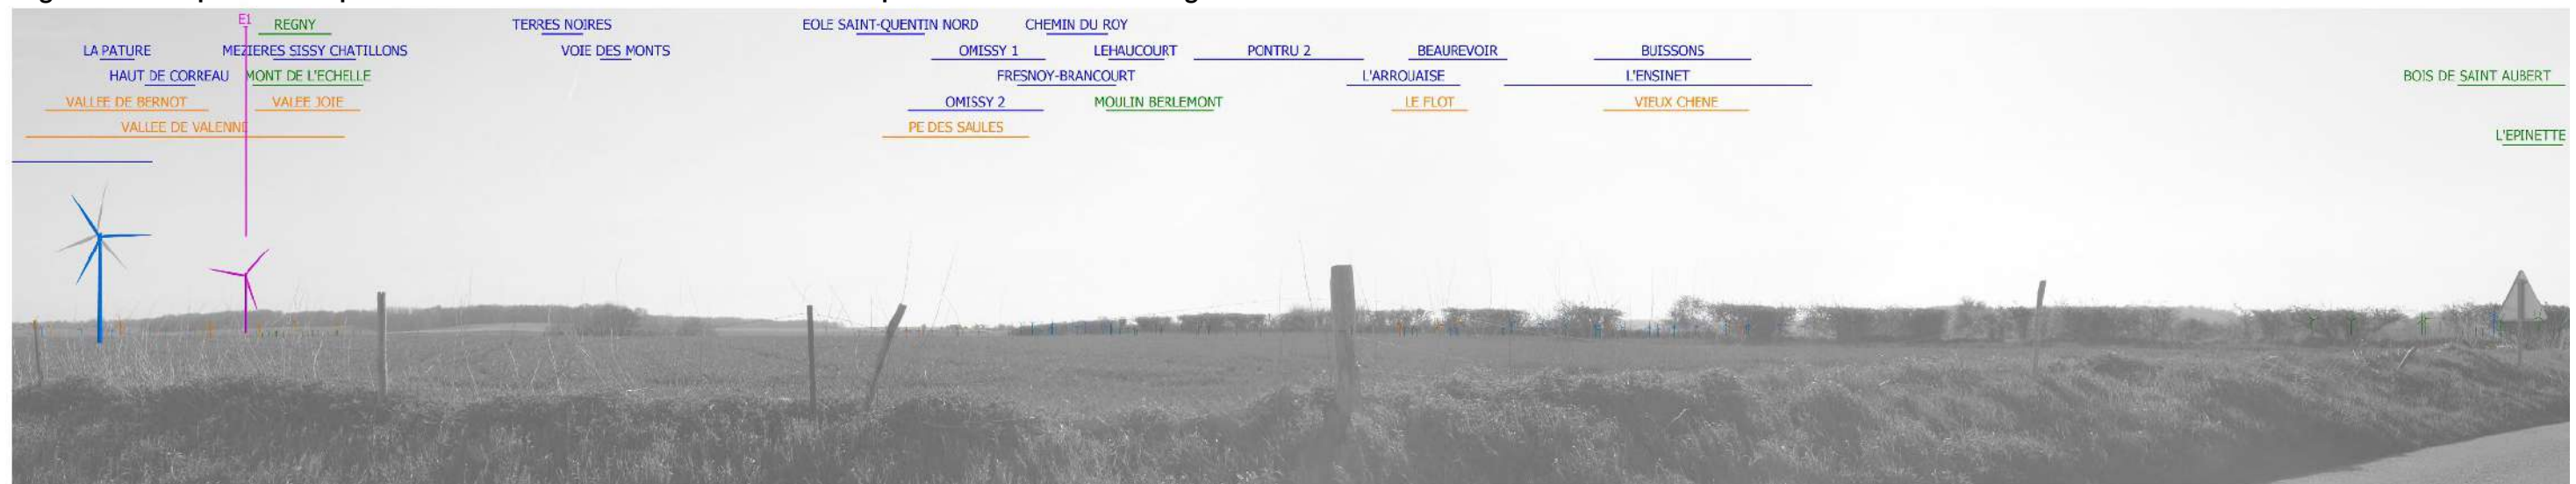 E1 REGNY TERRES NOIRES EOLE SAINT-QUENTIN NORD CHEMIN DU ROY
LA PATURE MEZIERES SISSY CHATILLONS VOIE DES MONTS OMISSY 1 LEHAUCOURT PONTRU 2 BEAUREVOIR BUISSONS
HAUT DE CORREAU MONT DE L'ECHELLE FRESNOY-BRANCOURT L'ARROUAISE L'ENSINET BOIS DE SAINT AUBERT
VALLEE DE BERNOT VALEE JOIE OMISSY 2 MOULIN BERLEMONT LE FLOT VIEUX CHENE
VALLEE DE VALENNE PE DES SAULES L'EPINETTE